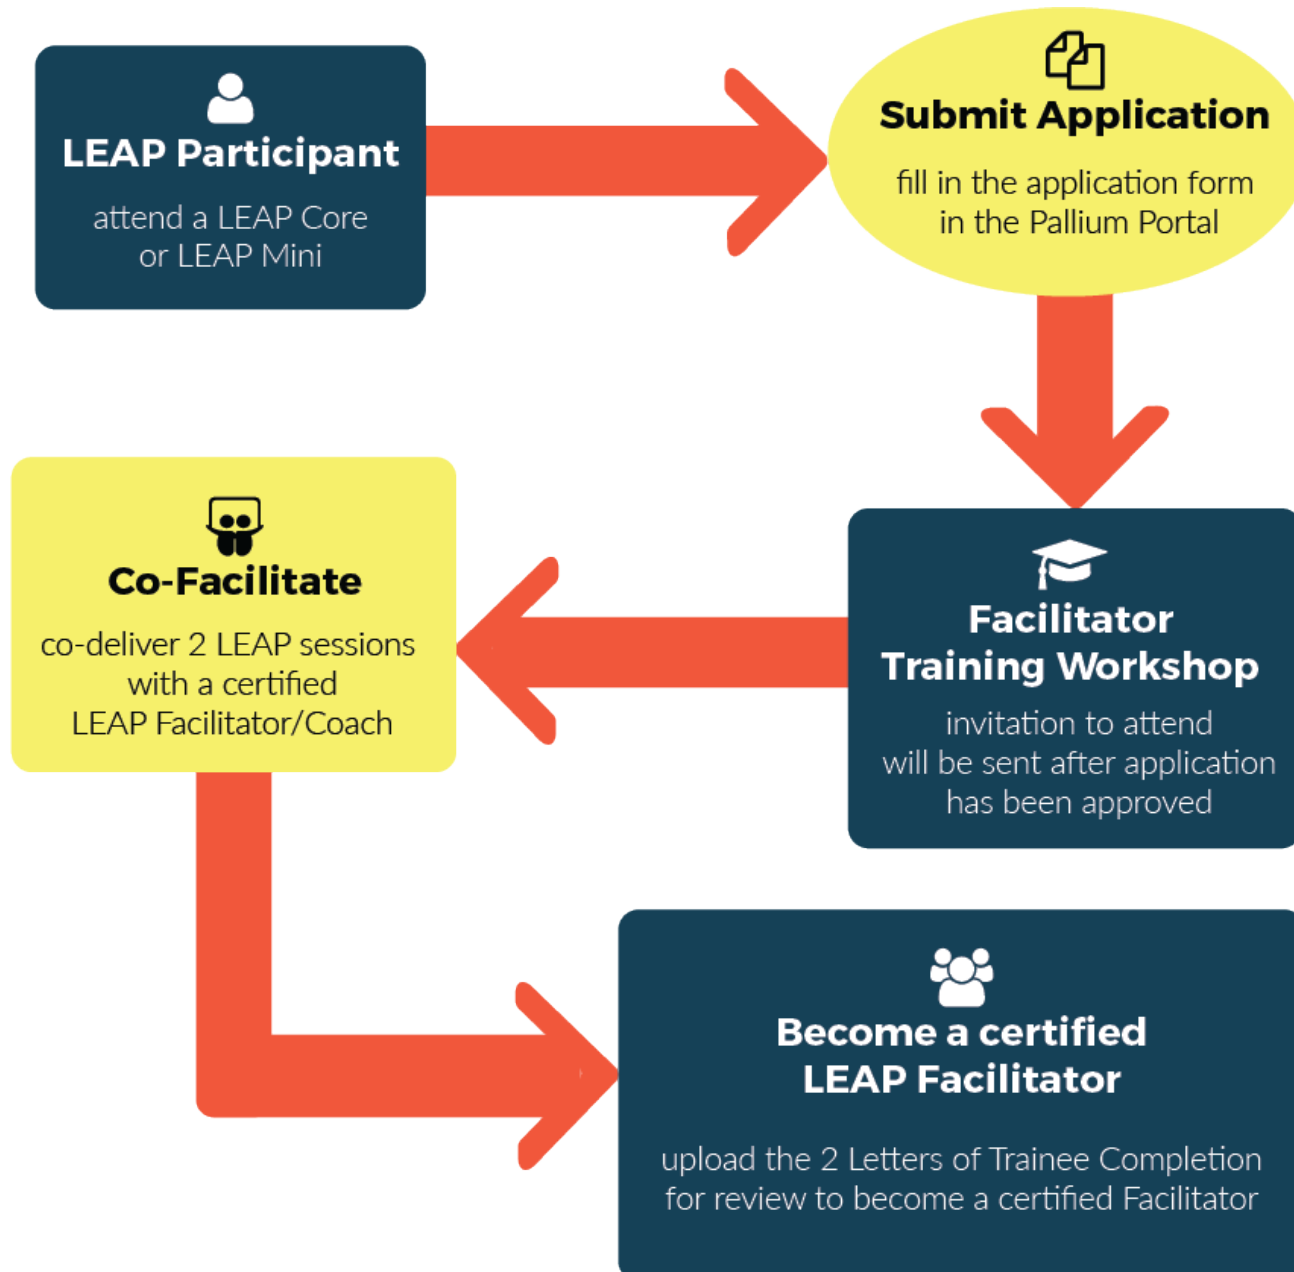 LEAP Participant
attend a LEAP Core
or LEAP Mini
Submit Application
fill in the application form
in the Pallium Portal
Facilitator
Training Workshop
invitation to attend
will be sent after application
has been approved
Co-Facilitate
co-deliver 2 LEAP sessions
with a certified
LEAP Facilitator/Coach
Become a certified
LEAP Facilitator
upload the 2 Letters of Trainee Completion
for review to become a certified Facilitator